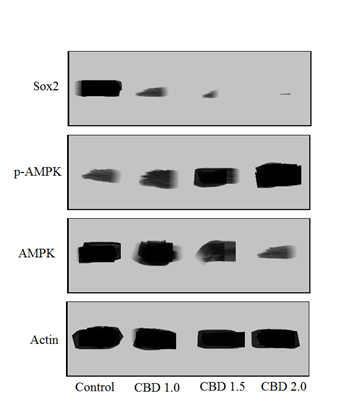 Sox2
p-AMPK
AMPK
Actin
Control CBD 1.0 CBD 1.5 CBD 2.0